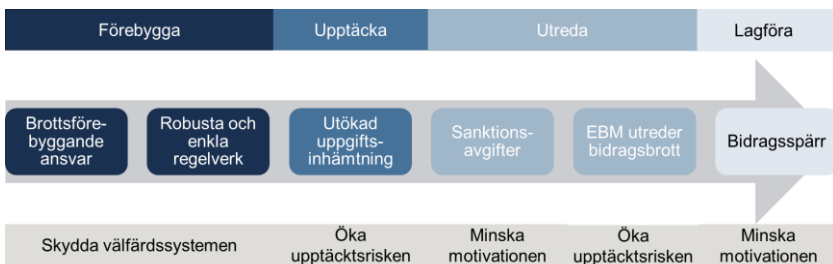 Förebygga
Upptäcka
Utreda
Lagföra
Brottsföre-
byggande
ansvar
Robusta och
enkla
regelverk
Utökad
uppgifts-
inhämtning
Sanktions-
avgifter
EBM utreder
bidragsbrott
Bidragsspärr
Skydda välfärdssystemen
Öka
upptäcktsrisken
Minska
motivationen
Öka
upptäcktsrisken
Minska
motivationen